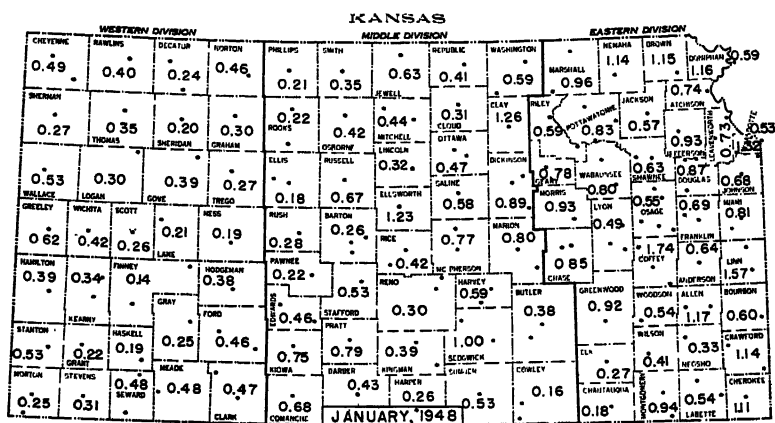 KANSAS
WESTERN DIVISION MIDDLE DIVISION EASTERN DIVISION
CHEYENNE RAWLINS DECATUR NORTON PHILLIPS SMITH JEWELL REPUBLIC WASHINGTON MARSHALL NEMAHA BROWN DONIPHAN
0.49 0.40 0.24 0.46 0.21 0.35 0.63 0.41 0.59 0.96 1.14 1.15 1.16 0.59
SHERMAN THOMAS SHERIDAN GRAHAM ROOKS OSBORNE MITCHELL CLOUD CLAY RILEY POTTAWATOMIE JACKSON ATCHISON
0.27 0.35 0.20 0.30 0.22 0.42 0.44 0.31 1.26 0.59 0.83 0.57 0.74
LINCOLN OTTAWA JEFFERSON LEAVENWORTH
0.32 0.47 0.93 0.73 0.53
WALLACE LOGAN GOVE TREGO ELLIS RUSSELL ELLSWORTH SALINE DICKINSON GEARY WABAUNSEE SHAWNEE DOUGLAS JOHNSON
0.53 0.30 0.39 0.27 0.18 0.67 1.23 0.58 0.89 0.78 0.80 0.63 0.87 0.68
GREELEY WICHITA SCOTT LANE NESS RUSH BARTON RICE MC PHERSON MARION MORRIS LYON OSAGE FRANKLIN MIAMI
0.62 0.42 0.26 0.21 0.19 0.28 0.26 0.42 0.77 0.80 0.93 0.49 0.55 0.69 0.81
HAMILTON KEARNY FINNEY HODGEMAN PAWNEE STAFFORD CHASE COFFEY ANDERSON LINN
0.39 0.34 0.14 0.38 0.22 0.53 0.85 1.74 0.64 1.57
GRAY FORD EDWARDS PRATT RENO HARVEY BUTLER GREENWOOD WOODSON ALLEN BOURBON
0.25 0.46 0.46 0.79 0.30 0.59 0.38 0.92 0.54 1.17 0.60
STANTON GRANT HASKELL KIOWA KINGMAN SEDGWICK ELK WILSON NEOSHO CRAWFORD
0.53 0.22 0.19 0.75 0.39 1.00 0.27 0.41 0.33 1.14
MORTON STEVENS SEWARD MEADE CLARK COMANCHE BARBER HARPER SUMNER COWLEY CHAUTAUQUA MONTGOMERY LABETTE CHEROKEE
0.25 0.31 0.48 0.48 0.47 0.68 0.43 0.26 0.53 0.16 0.18 0.94 0.54 1.11
JANUARY, 1948